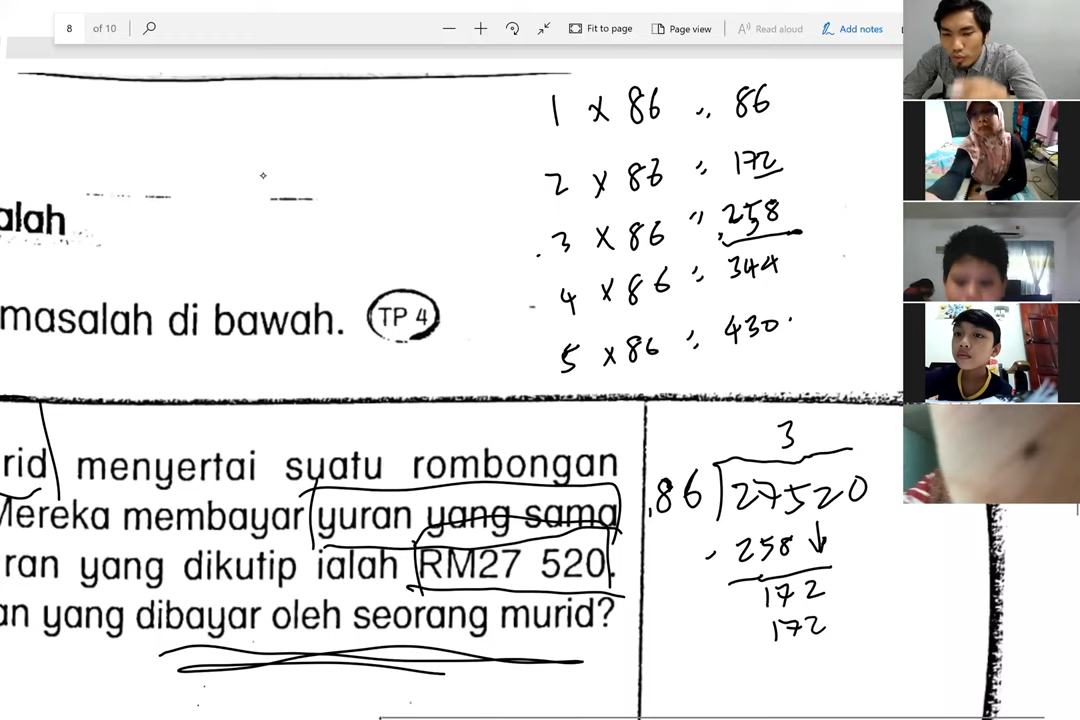 8 of 10 Fit to page Page view Read aloud Add notes
1 x 86 = 86
2 x 86 = 172
3 x 86 = 258
4 x 86 = 344
5 x 86 = 430
alah
masalah di bawah. TP 4
rid menyertai suatu rombongan
Mereka membayar yuran yang sama
ran yang dikutip ialah RM27 520.
an yang dibayar oleh seorang murid?
3
86 27520
258
172
172